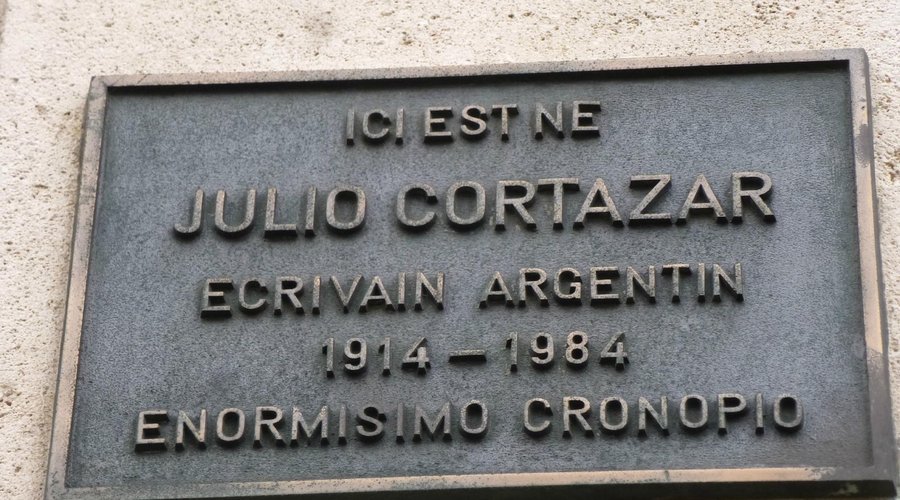 ICI EST NE
JULIO CORTAZAR
ECRIVAIN ARGENTIN
1914 – 1984
ENORMISIMO CRONOPIO